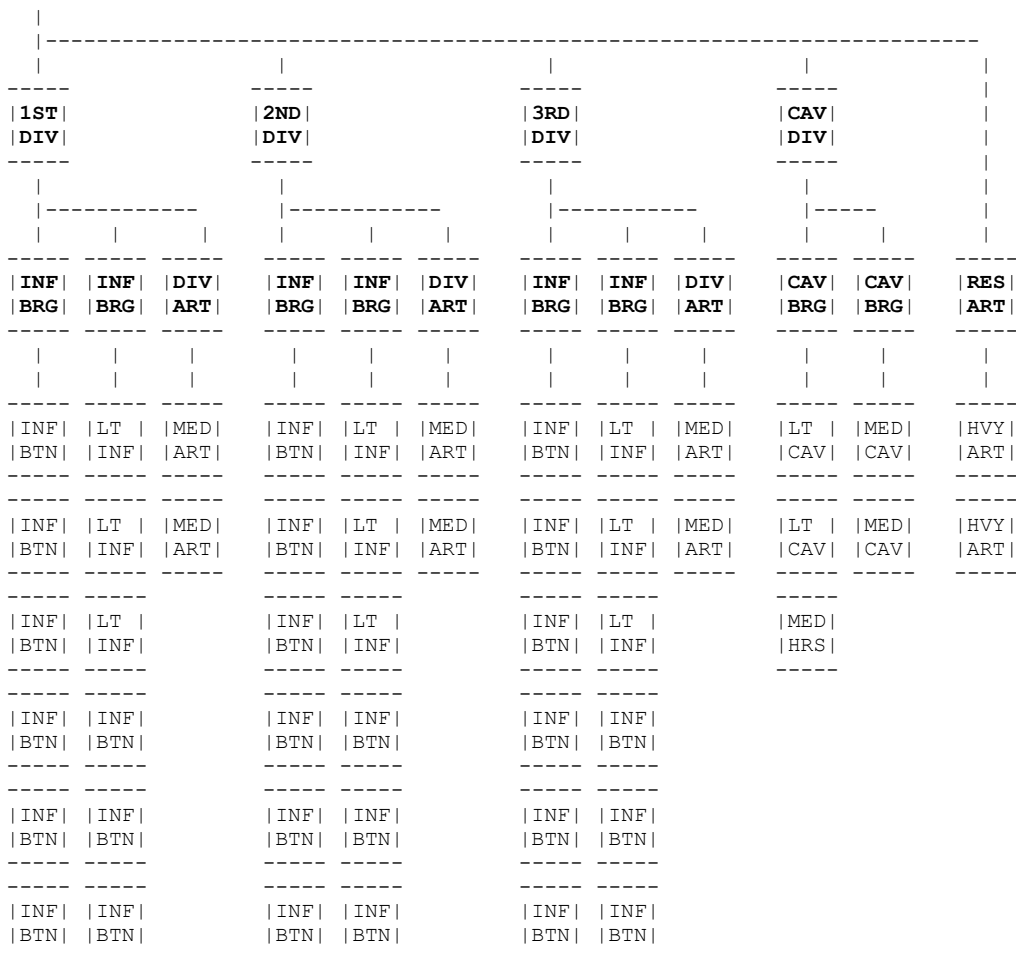 |1ST| |2ND| |3RD| |CAV|
|DIV| |DIV| |DIV| |DIV|
|INF| |INF| |DIV| |INF| |INF| |DIV| |INF| |INF| |DIV| |CAV| |CAV| |RES|
|BRG| |BRG| |ART| |BRG| |BRG| |ART| |BRG| |BRG| |ART| |BRG| |BRG| |ART|
|INF| |LT | |MED| |INF| |LT | |MED| |INF| |LT | |MED| |LT | |MED| |HVY|
|BTN| |INF| |ART| |BTN| |INF| |ART| |BTN| |INF| |ART| |CAV| |CAV| |ART|
|INF| |LT | |MED| |INF| |LT | |MED| |INF| |LT | |MED| |LT | |MED| |HVY|
|BTN| |INF| |ART| |BTN| |INF| |ART| |BTN| |INF| |ART| |CAV| |CAV| |ART|
|INF| |LT | |INF| |LT | |INF| |LT | |MED|
|BTN| |INF| |BTN| |INF| |BTN| |INF| |HRS|
|INF| |INF| |INF| |INF| |INF| |INF|
|BTN| |BTN| |BTN| |BTN| |BTN| |BTN|
|INF| |INF| |INF| |INF| |INF| |INF|
|BTN| |BTN| |BTN| |BTN| |BTN| |BTN|
|INF| |INF| |INF| |INF| |INF| |INF|
|BTN| |BTN| |BTN| |BTN| |BTN| |BTN|